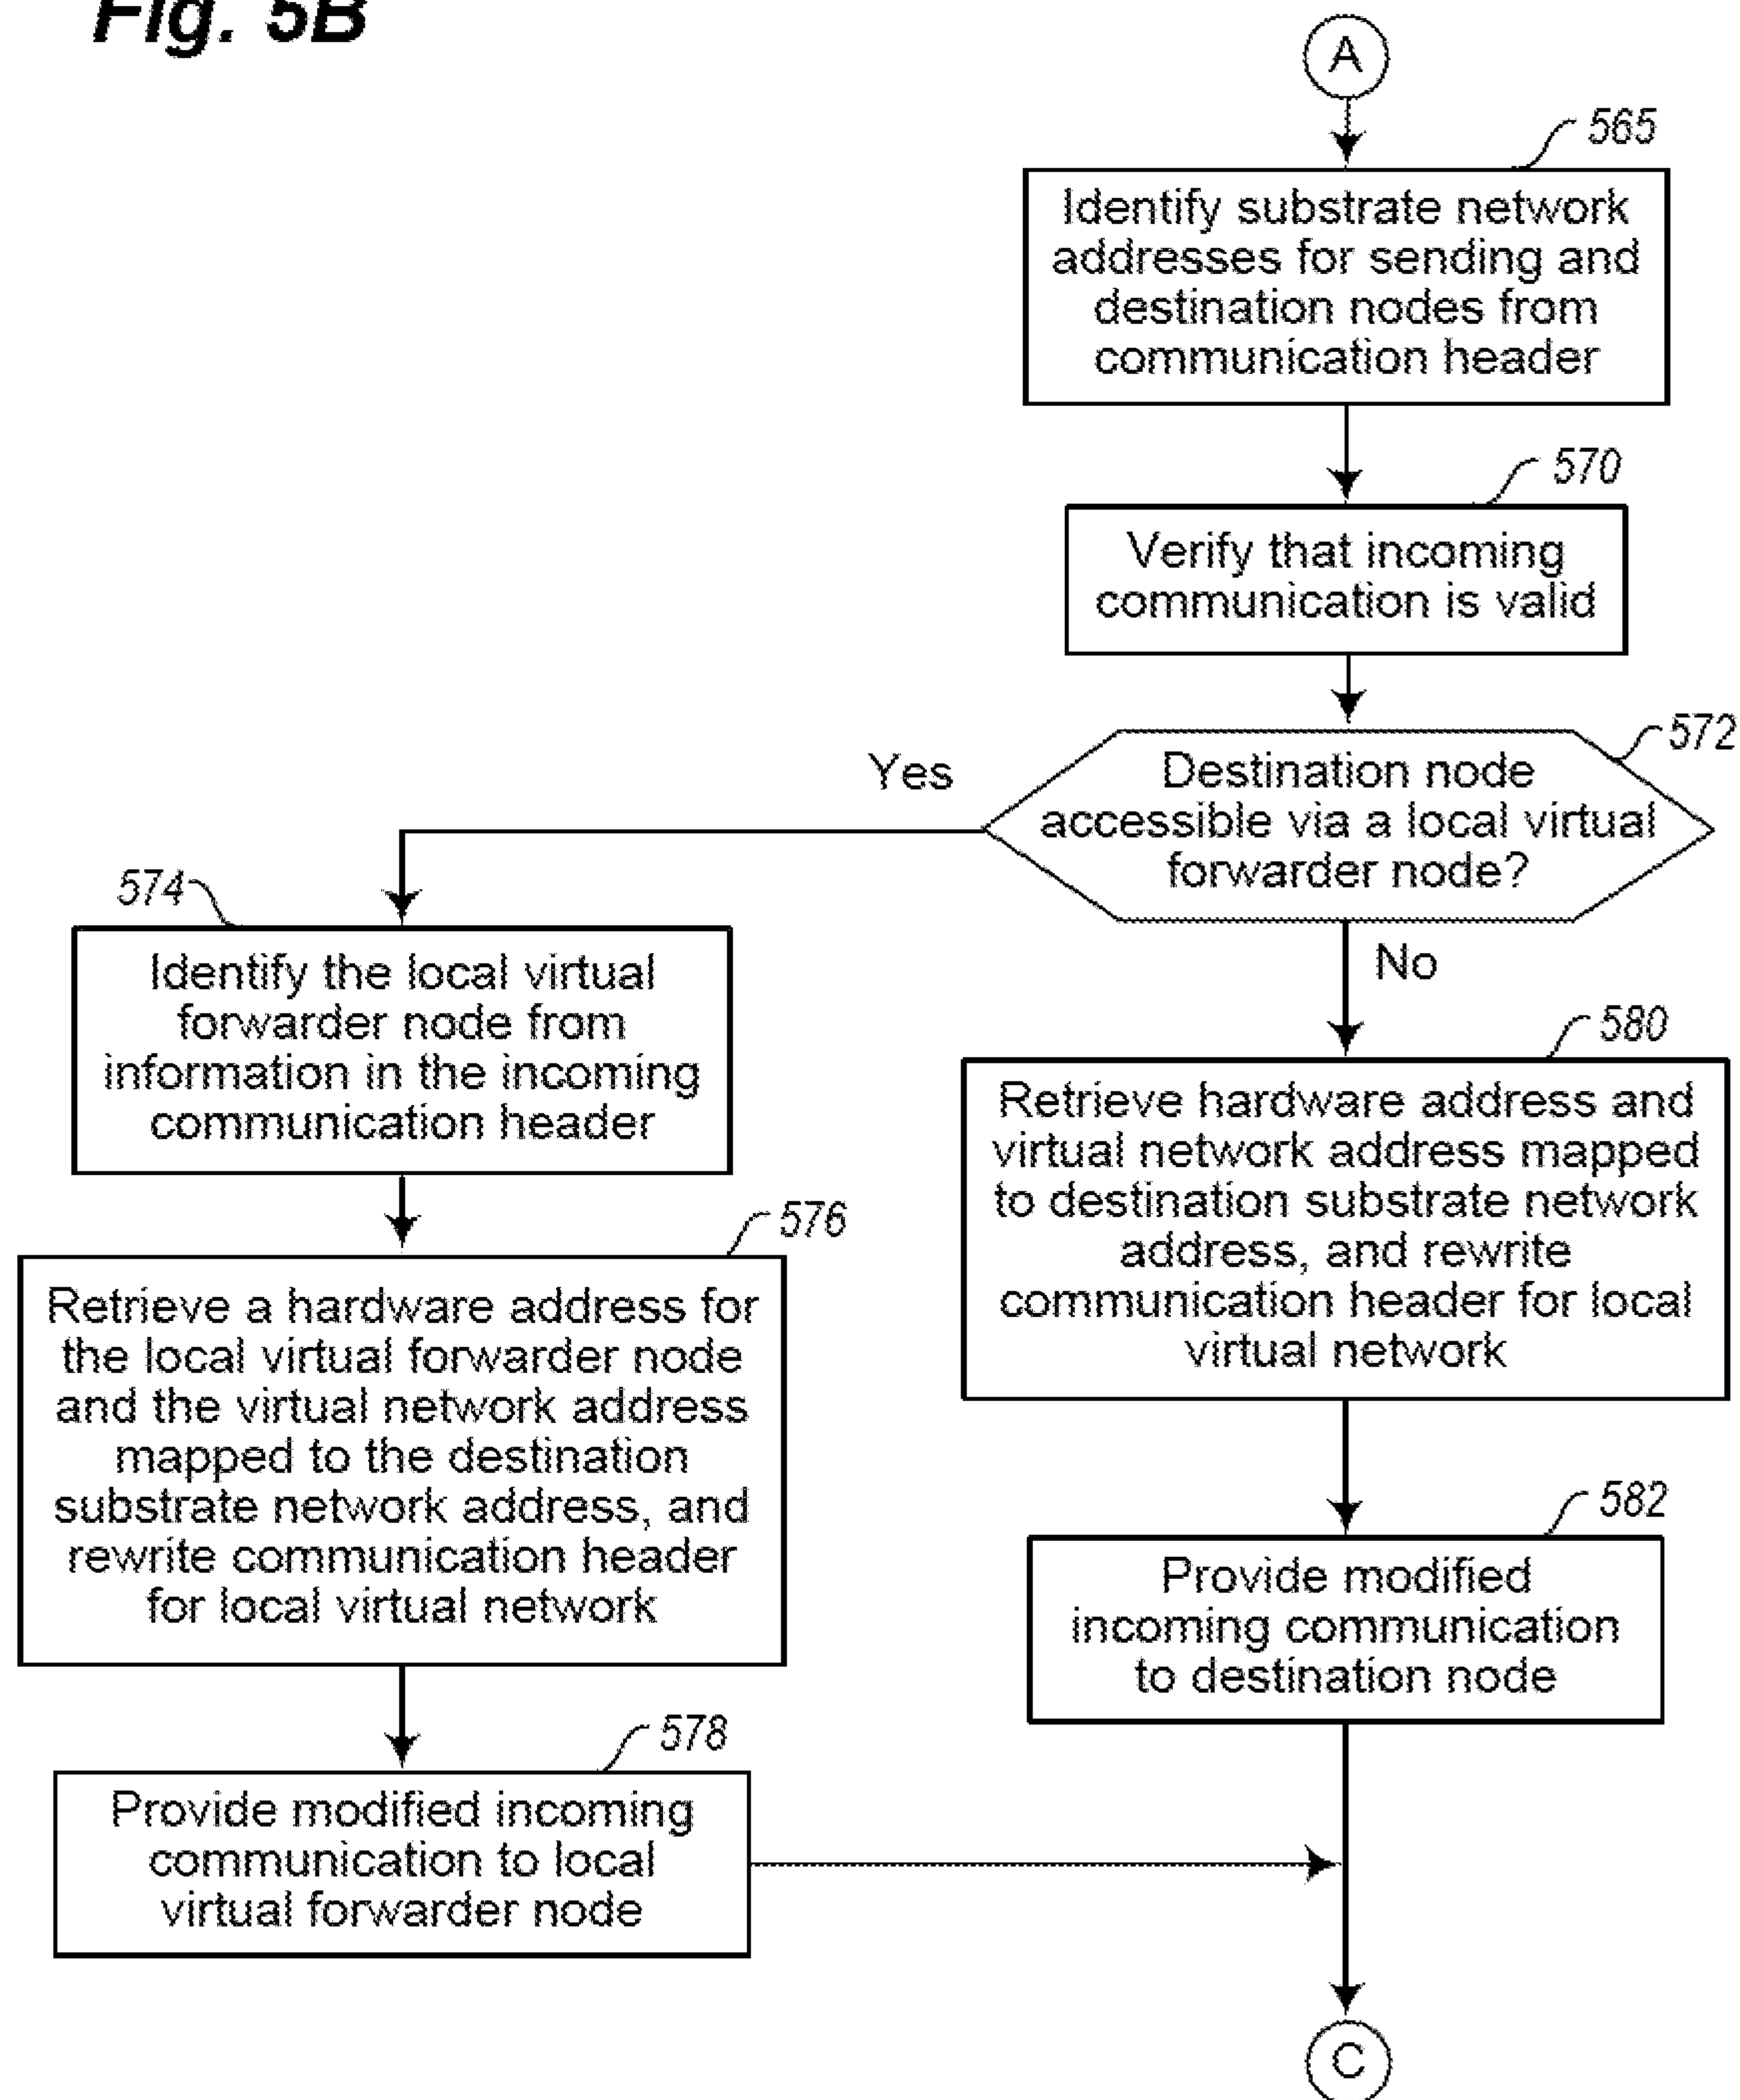 Fig. 5B
A
565
Identify substrate network
addresses for sending and
destination nodes from
communication header
570
Verify that incoming
communication is valid
572
Destination node
accessible via a local virtual
forwarder node?
Yes
No
574
Identify the local virtual
forwarder node from
information in the incoming
communication header
576
Retrieve a hardware address for
the local virtual forwarder node
and the virtual network address
mapped to the destination
substrate network address, and
rewrite communication header
for local virtual network
578
Provide modified incoming
communication to local
virtual forwarder node
580
Retrieve hardware address and
virtual network address mapped
to destination substrate network
address, and rewrite
communication header for local
virtual network
582
Provide modified
incoming communication
to destination node
C